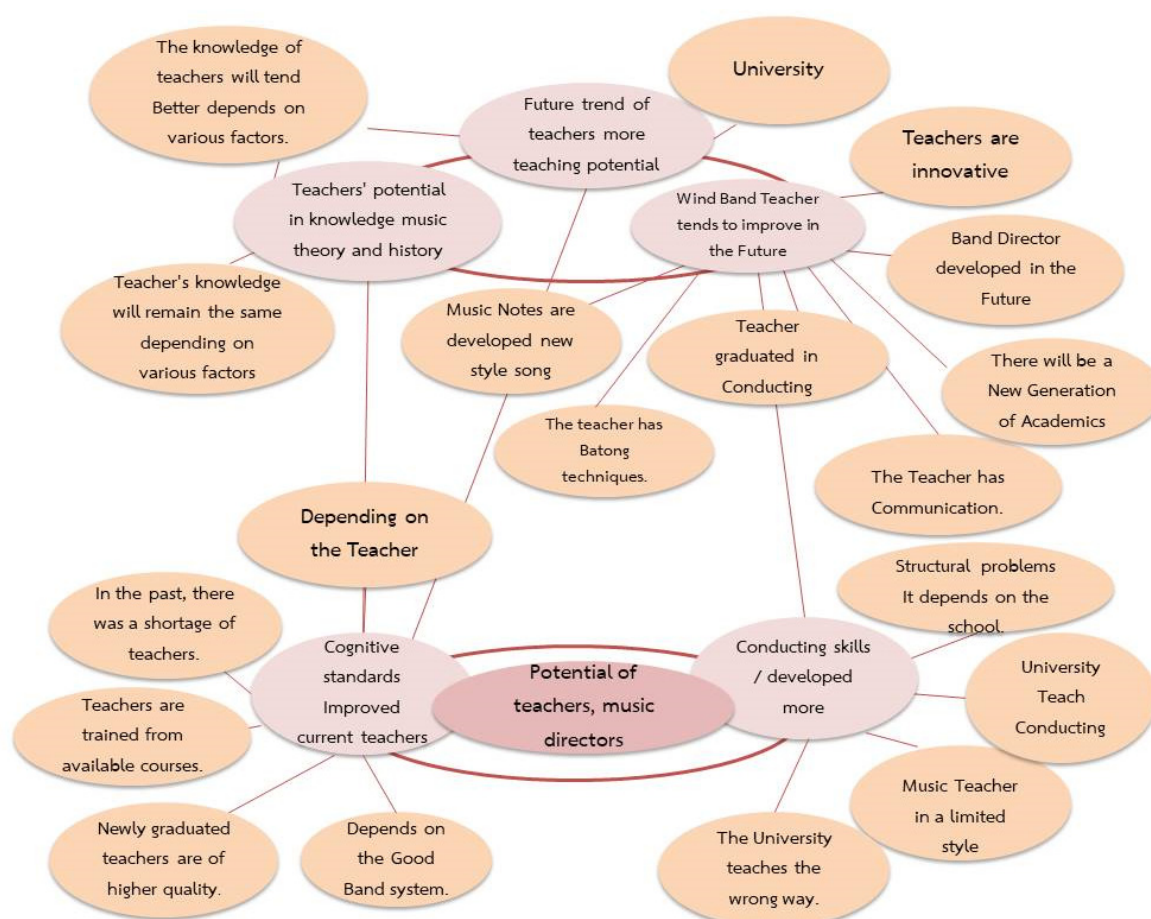 The knowledge of
teachers will tend
Better depends on
various factors.
University
Future trend of
teachers more
teaching potential
Teachers are
innovative
Teachers' potential
in knowledge music
theory and history
Wind Band Teacher
tends to improve in
the Future
Band Director
developed in the
Future
Teacher's knowledge
will remain the same
depending on
various factors
Music Notes are
developed new
style song
Teacher
graduated in
Conducting
There will be a
New Generation
of Academics
The teacher has
Batong
techniques.
The Teacher has
Communication.
Depending on
the Teacher
Structural problems
It depends on the
school.
In the past, there
was a shortage of
teachers.
Cognitive
standards
Improved
current teachers
Potential of
teachers, music
directors
Conducting skills
/ developed
more
University
Teach
Conducting
Teachers are
trained from
available courses.
Music Teacher
in a limited
style
Newly graduated
teachers are of
higher quality.
Depends on
the Good
Band system.
The University
teaches the
wrong way.